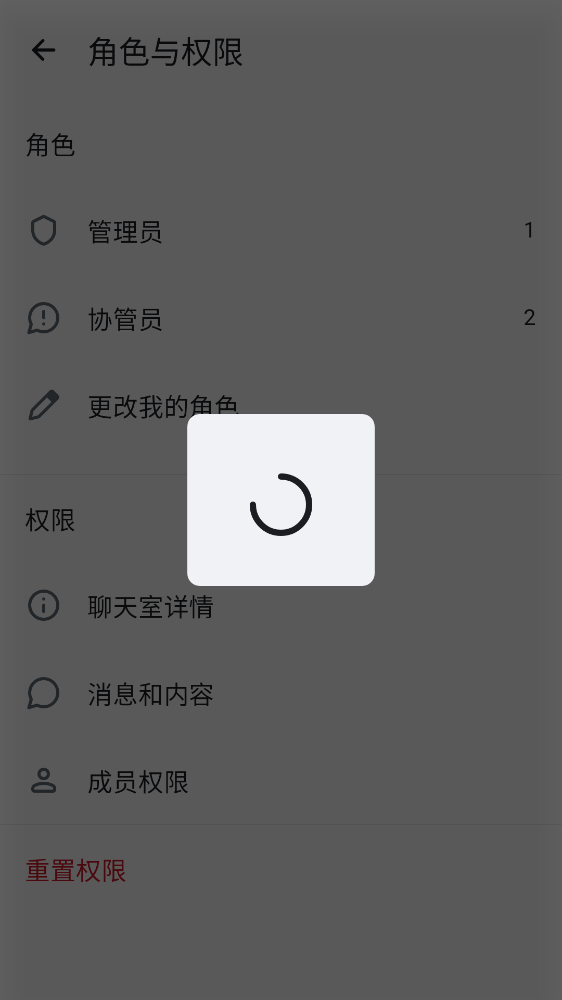 角色与权限
角色
管理员 1
协管员 2
更改我的角色
权限
聊天室详情
消息和内容
成员权限
重置权限